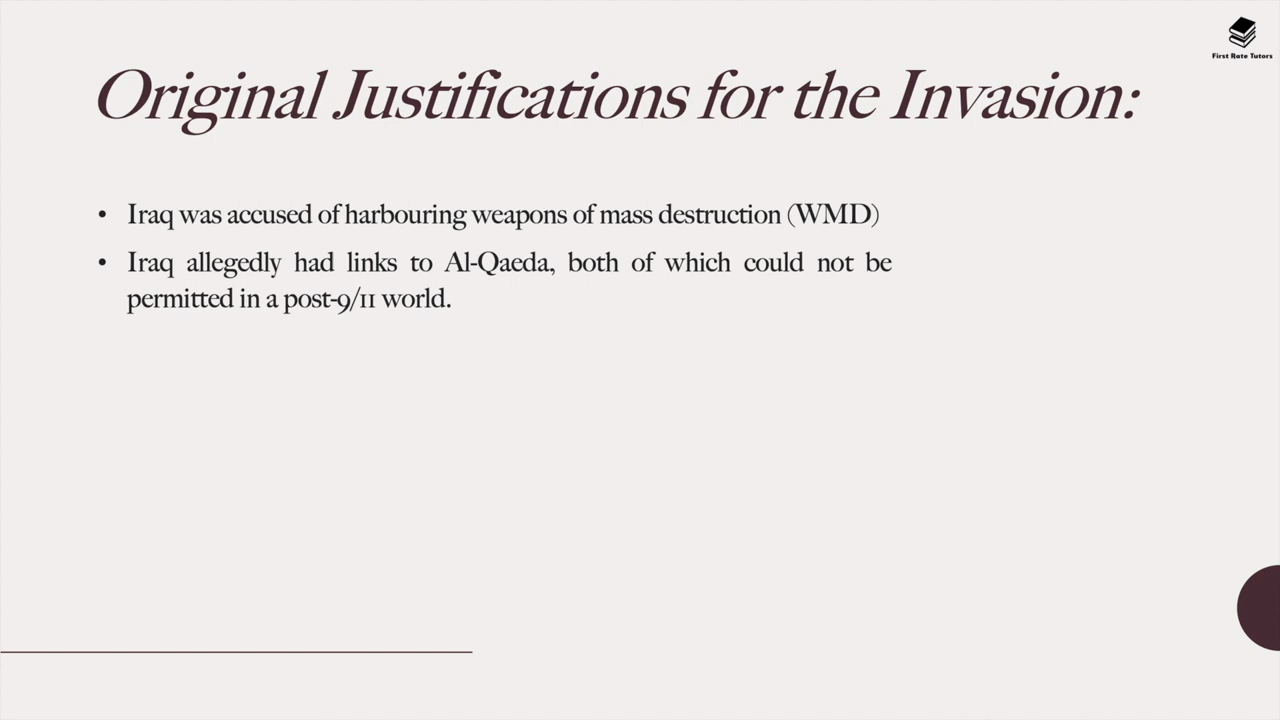 First Rate Tutors
Original Justifications for the Invasion:
• Iraq was accused of harbouring weapons of mass destruction (WMD)
• Iraq allegedly had links to Al-Qaeda, both of which could not be
permitted in a post-9/11 world.